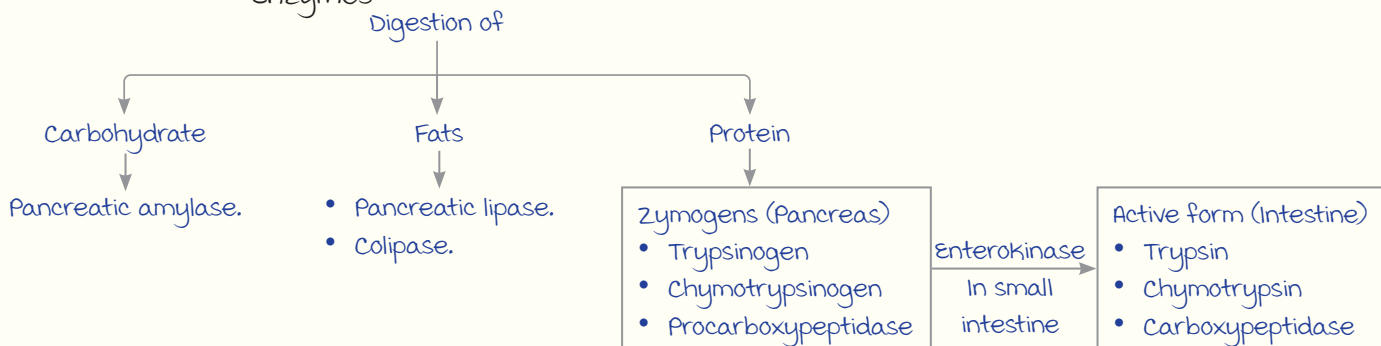 enzymes
Digestion of
Carbohydrate
Fats
Protein
Pancreatic amylase.
• Pancreatic lipase.
• Colipase.
Zymogens (Pancreas)
• Trypsinogen
• Chymotrypsinogen
• Procarboxypeptidase
Enterokinase
In small
intestine
Active form (Intestine)
• Trypsin
• Chymotrypsin
• Carboxypeptidase